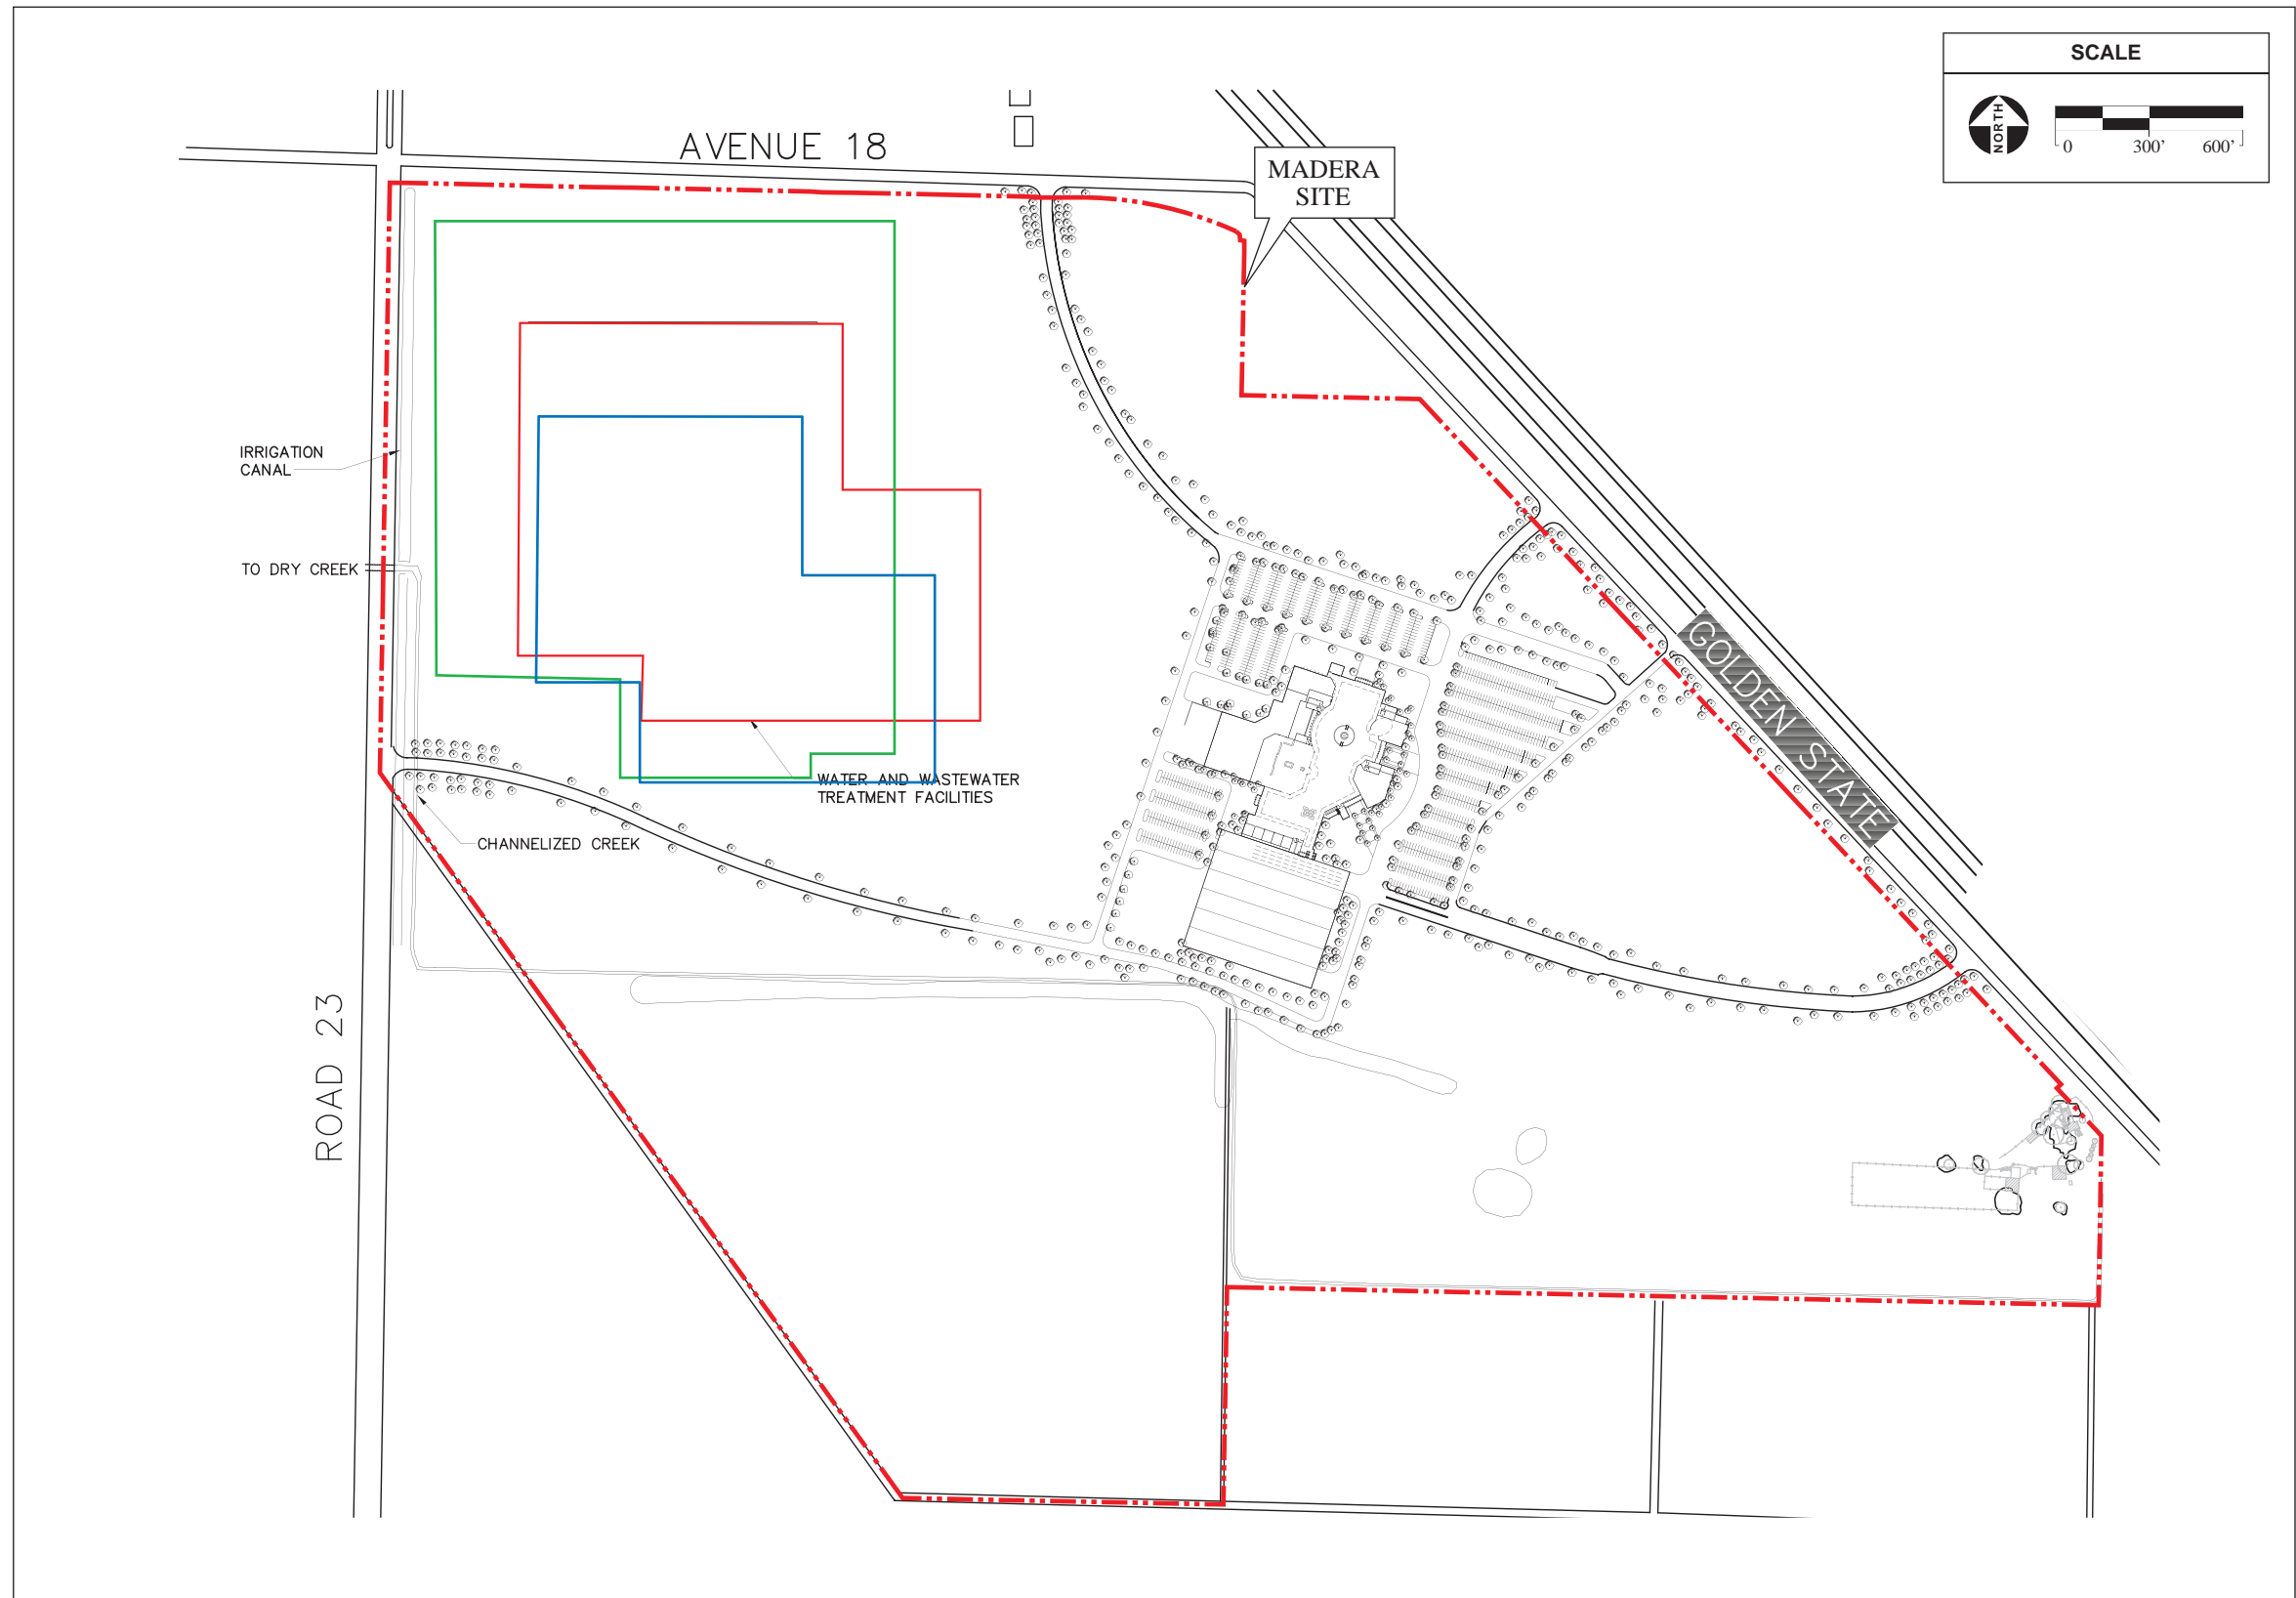 SCALE
NORTH
0 300' 600'
AVENUE 18
MADERA
SITE
IRRIGATION
CANAL
TO DRY CREEK
GOLDEN STATE
WATER AND WASTEWATER
TREATMENT FACILITIES
CHANNELIZED CREEK
ROAD 23